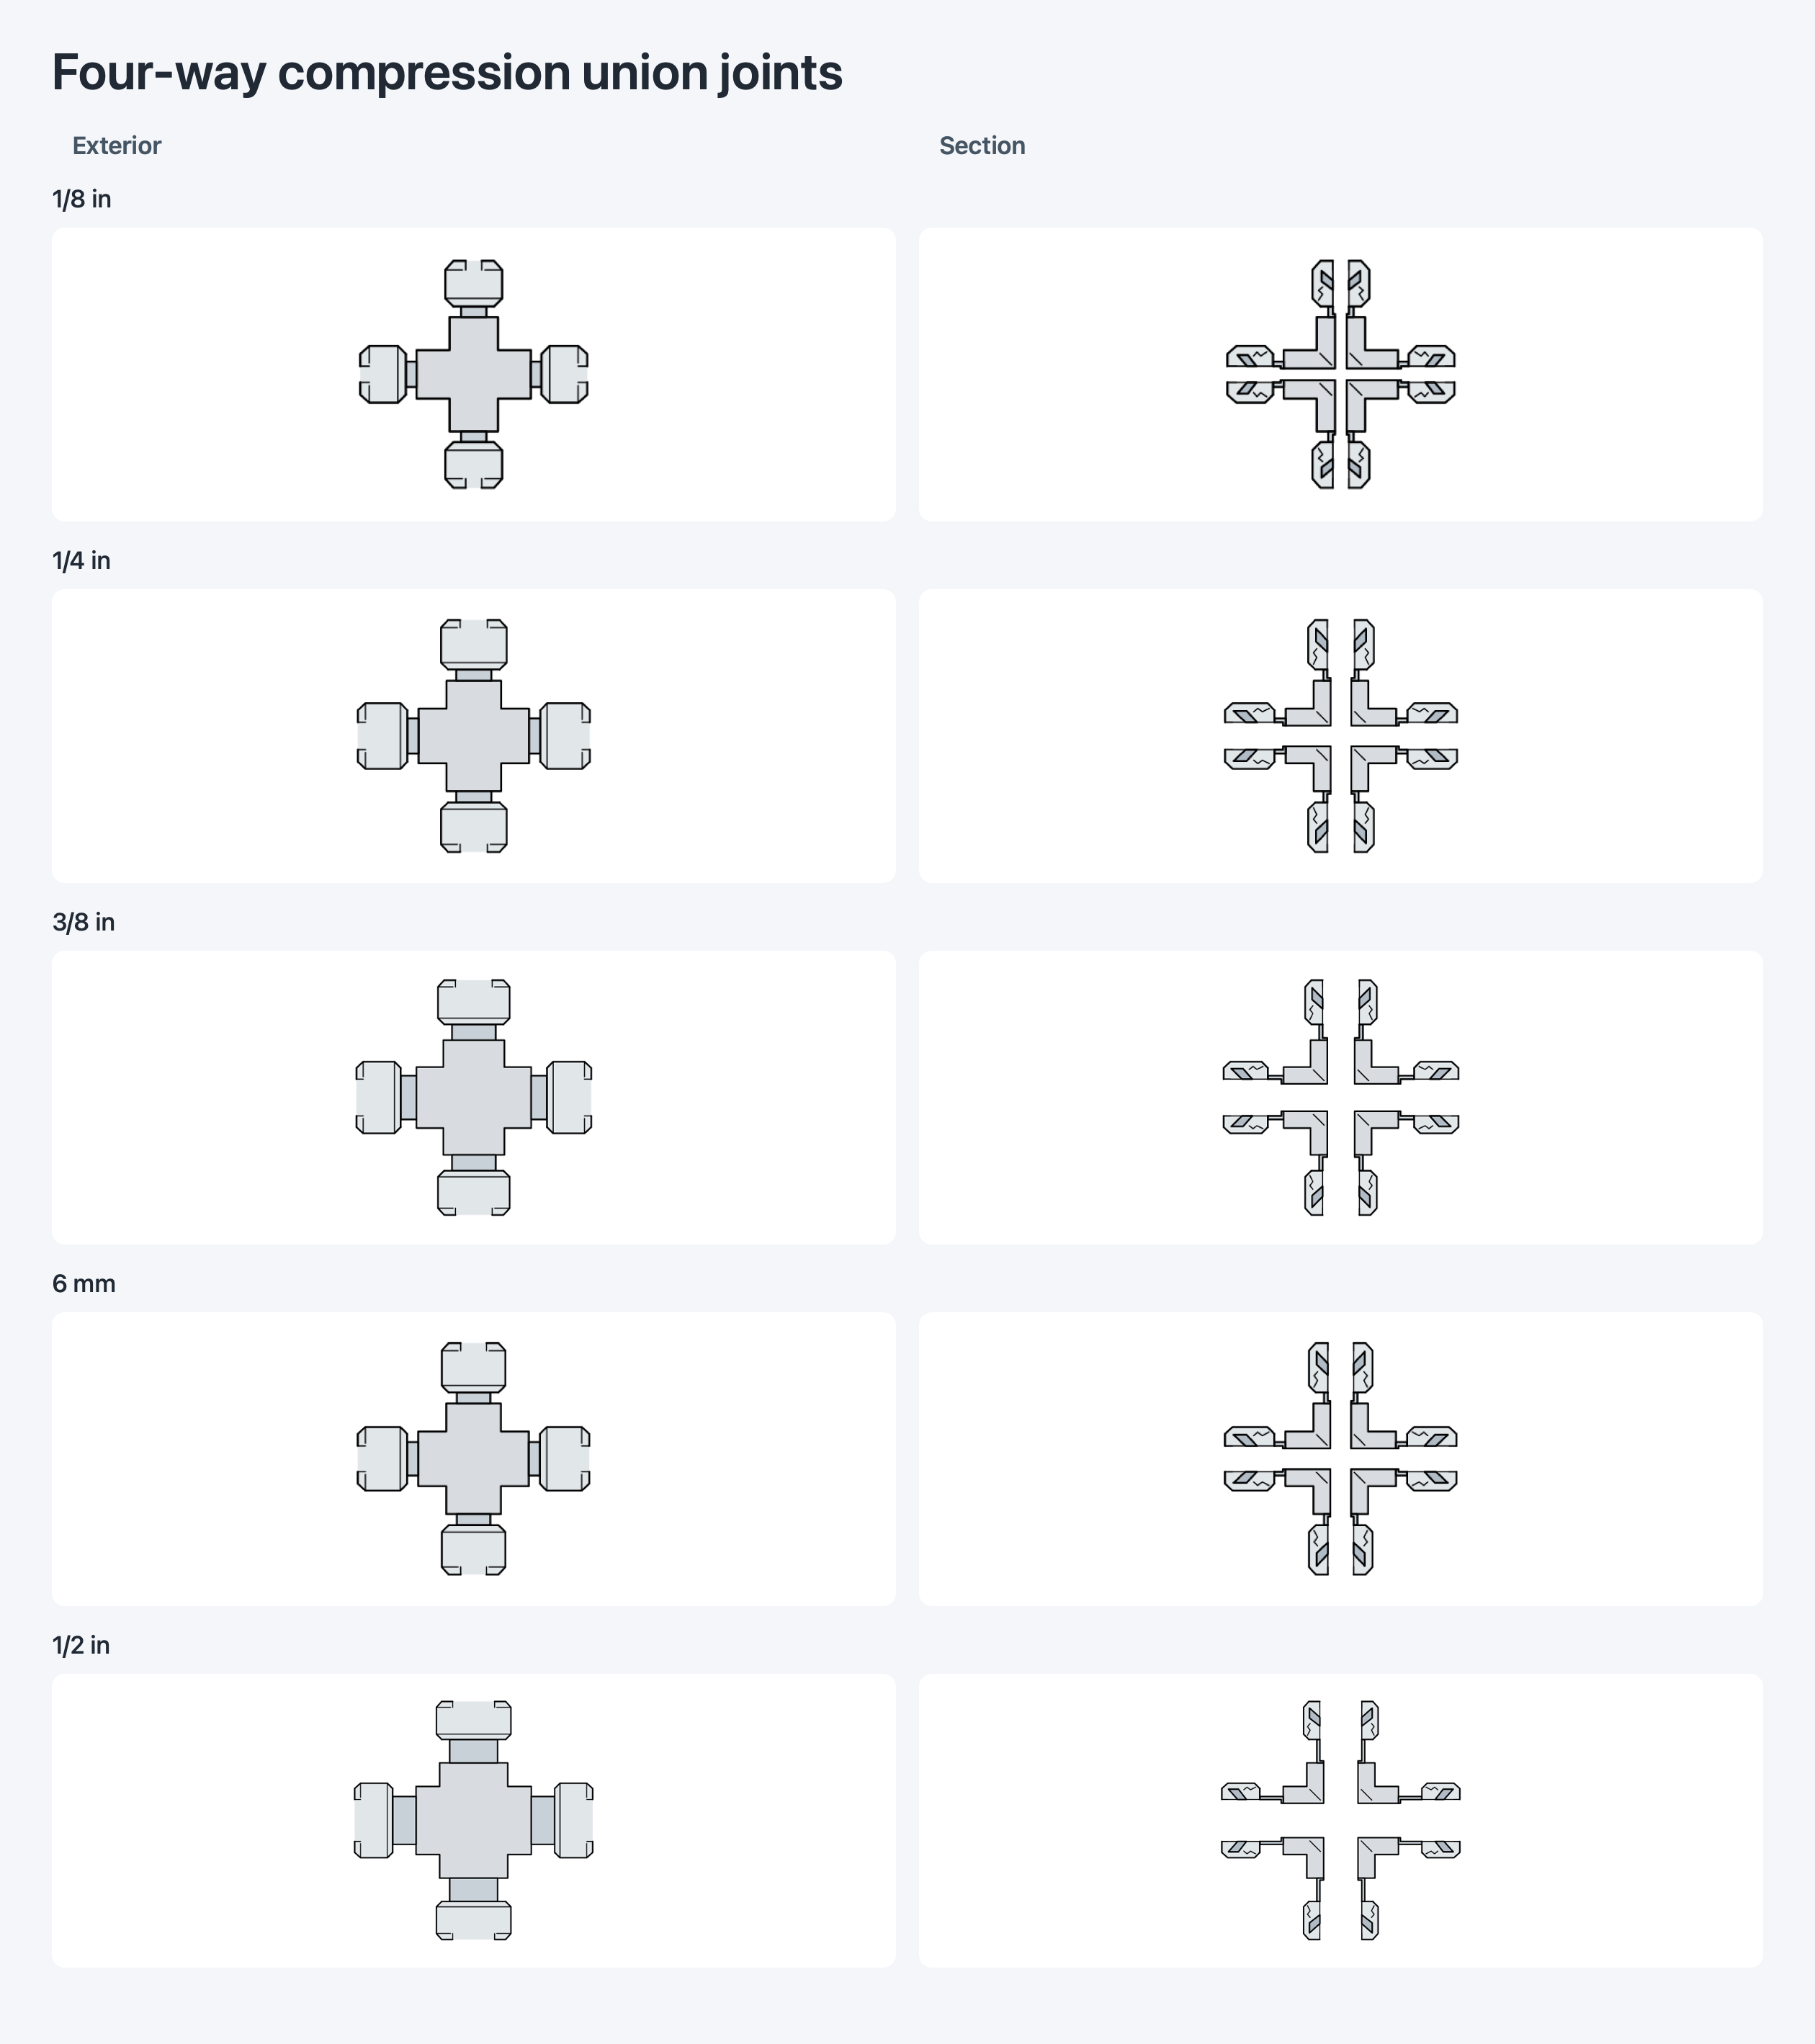 Four-way compression union joints
Exterior
Section
1/8 in
1/4 in
3/8 in
6 mm
1/2 in